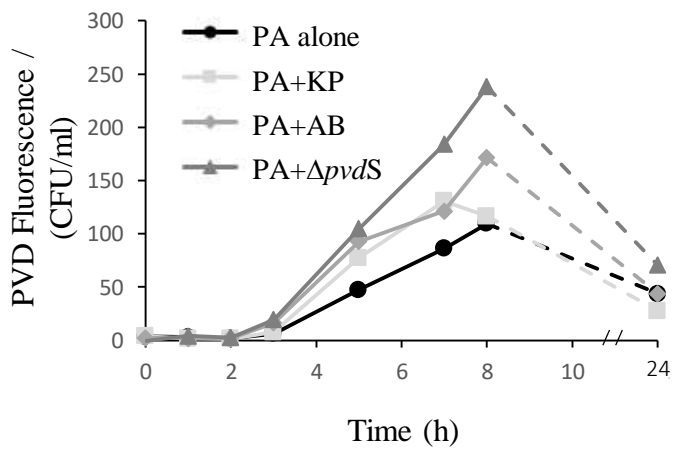 300
250
200
150
100
50
0
PVD Fluorescence /
(CFU/ml)
PA alone
PA+KP
PA+AB
PA+ΔpvdS
0 2 4 6 8 10 // 24
Time (h)